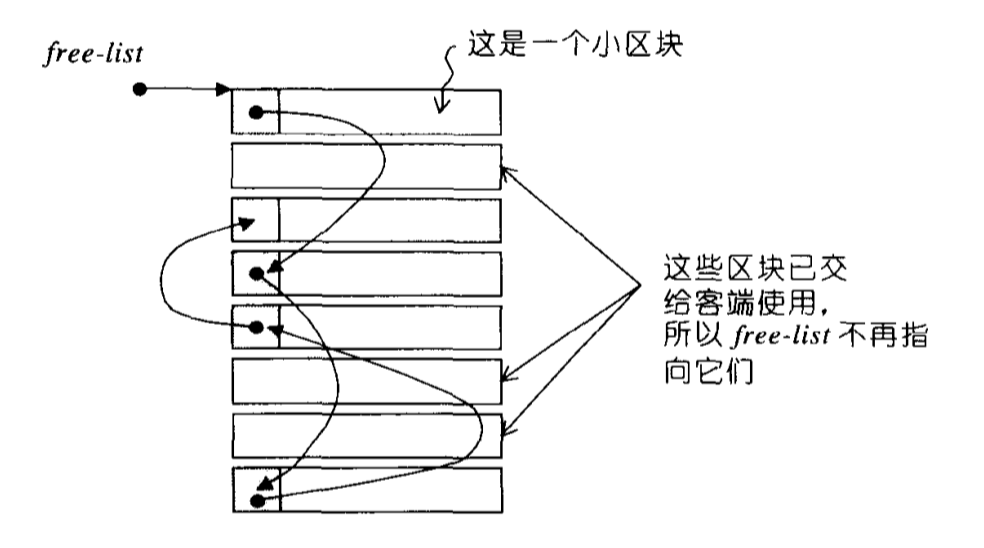 free-list
这是一个小区块
这些区块已交
给客端使用，
所以 free-list 不再指
向它们